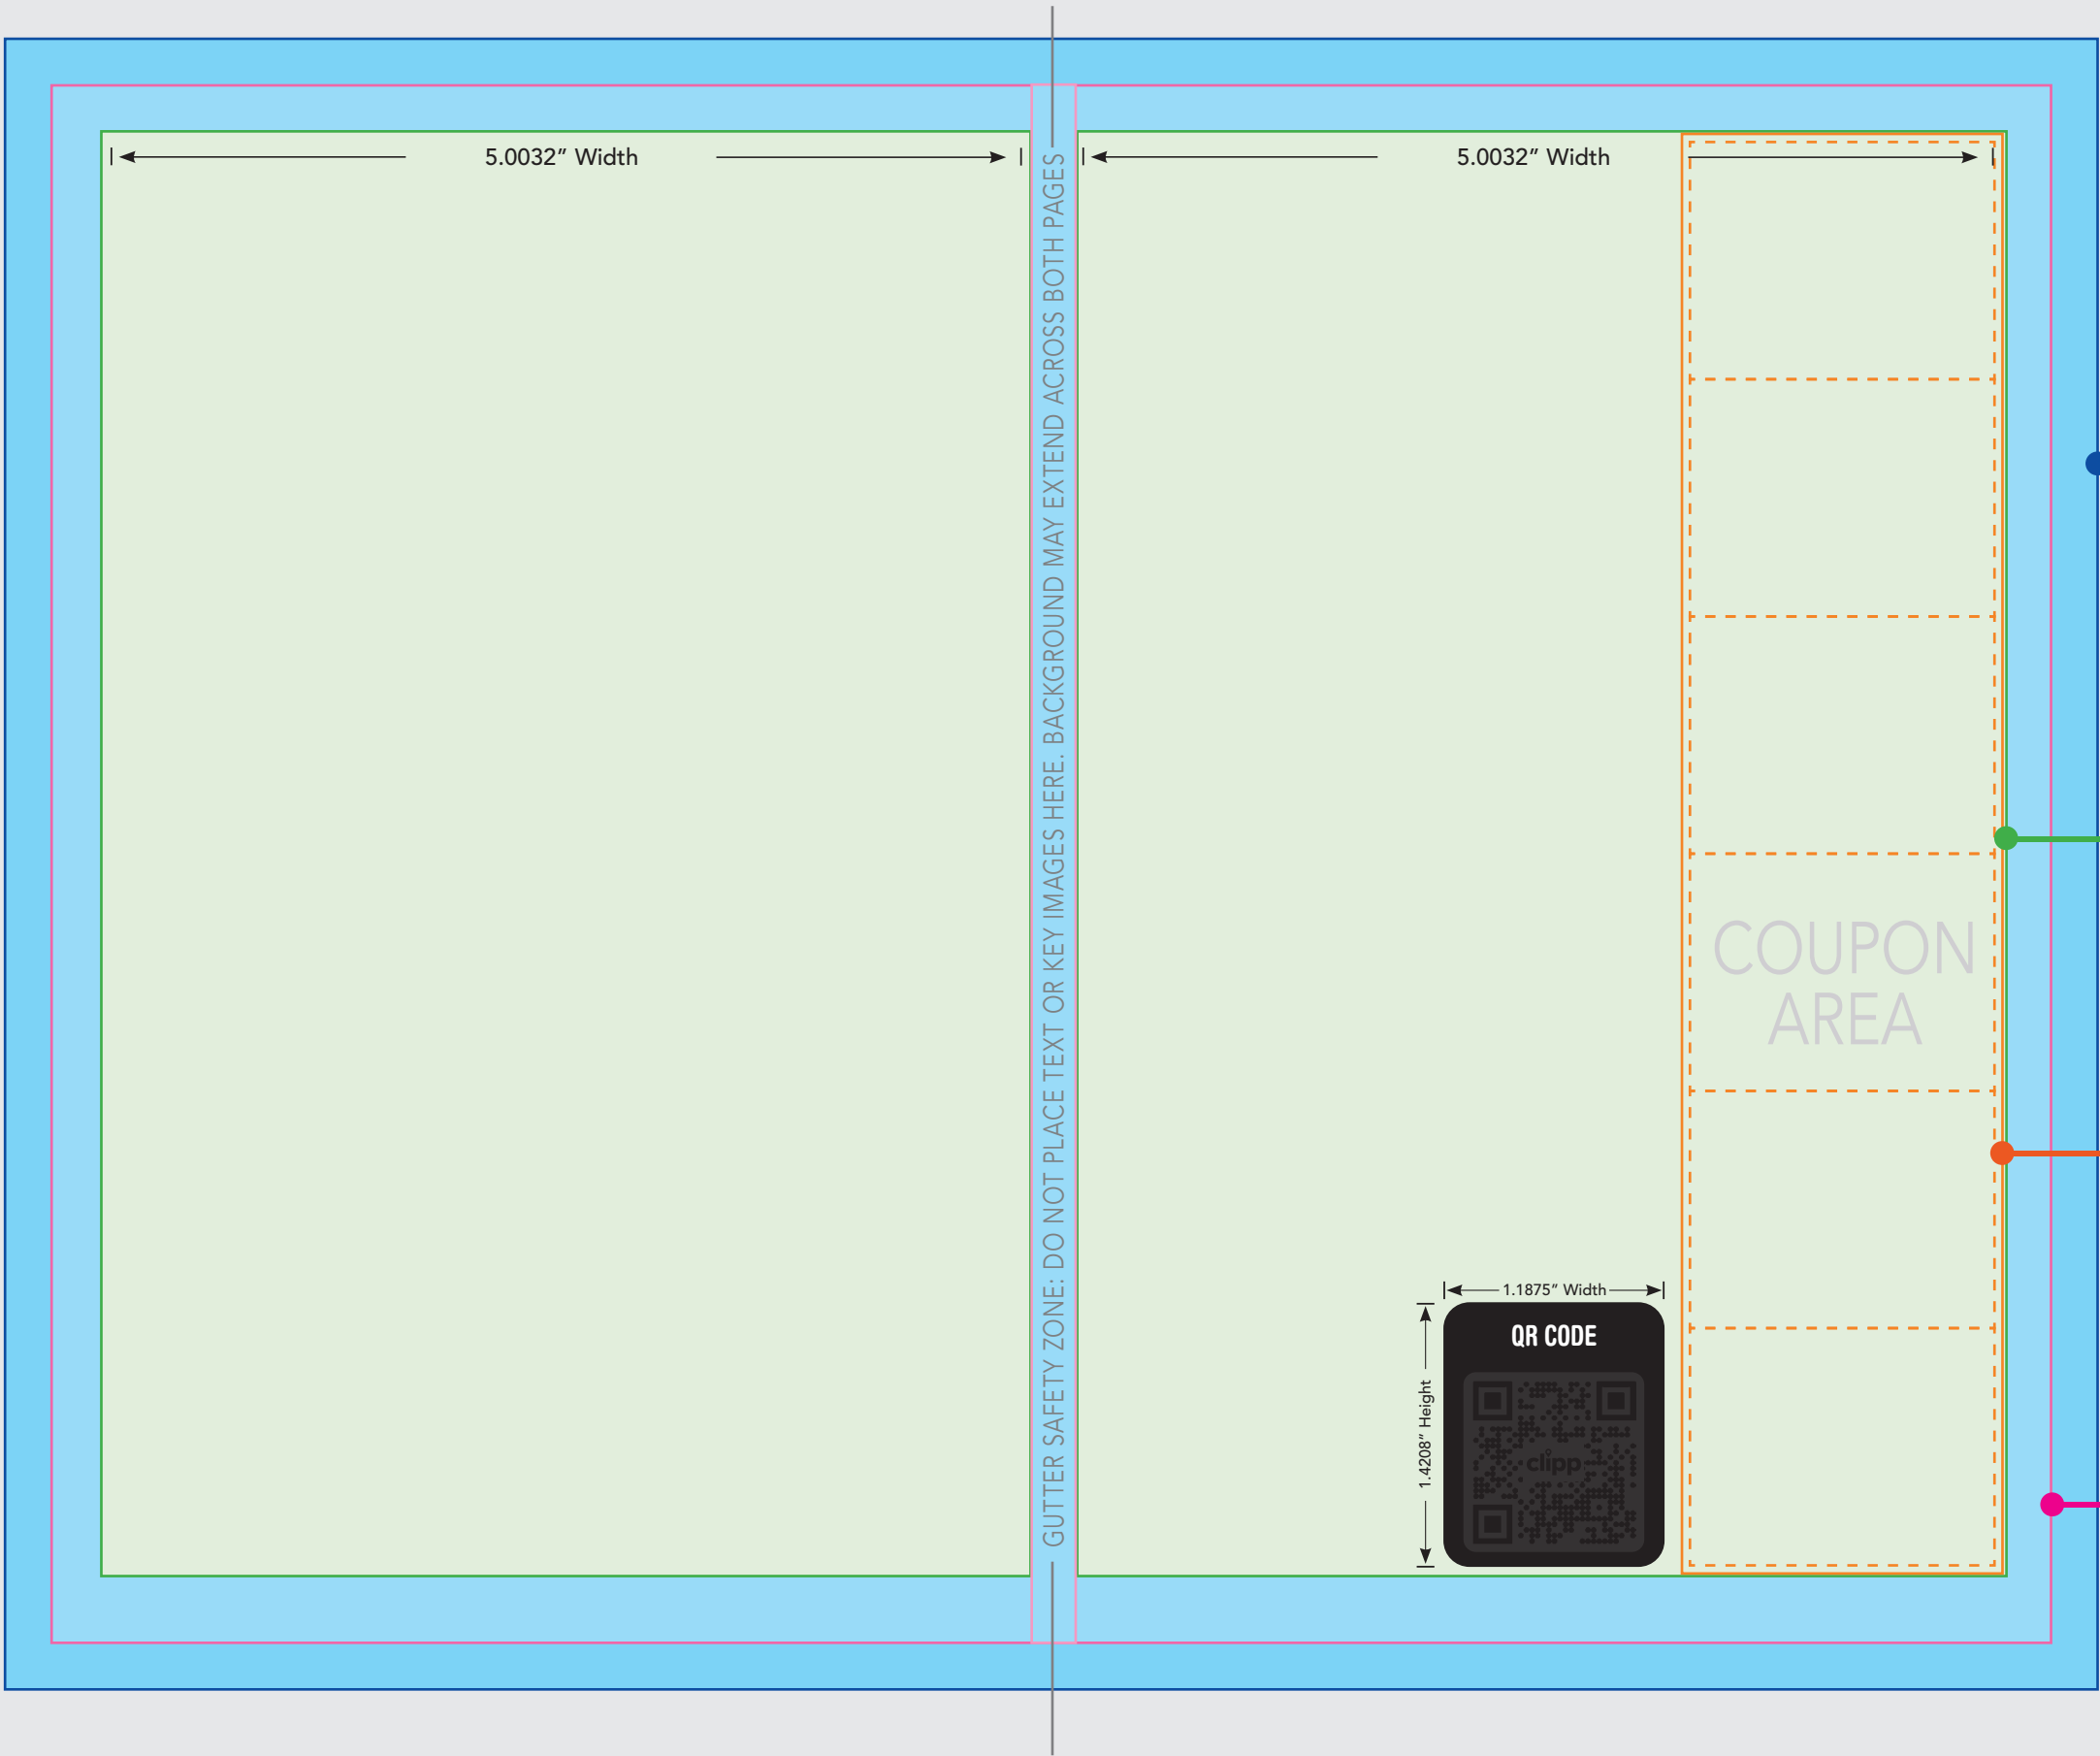 5.0032" Width
5.0032" Width
GUTTER SAFETY ZONE: DO NOT PLACE TEXT OR KEY IMAGES HERE. BACKGROUND MAY EXTEND ACROSS BOTH PAGES
COUPON
AREA
1.1875" Width
1.4208" Height
QR CODE
clipp